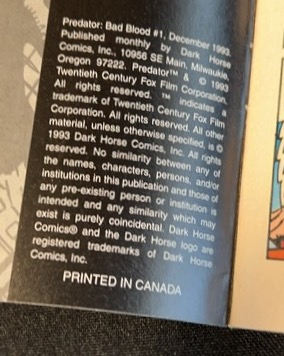 Predator: Bad Blood #1, December 1993.
Published monthly by Dark Horse
Comics, Inc., 10956 SE Main, Milwaukie,
Oregon 97222. Predator™ & © 1993
Twentieth Century Fox Film Corporation.
All rights reserved. ™ indicates a
trademark of Twentieth Century Fox Film
Corporation. All rights reserved. All other
material, unless otherwise specified, is ©
1993 Dark Horse Comics, Inc. All rights
reserved. No similarity between any of
the names, characters, persons, and/or
institutions in this publication and those of
any pre-existing person or institution is
intended and any similarity which may
exist is purely coincidental. Dark Horse
Comics® and the Dark Horse logo are
registered trademarks of Dark Horse
Comics, Inc.
PRINTED IN CANADA